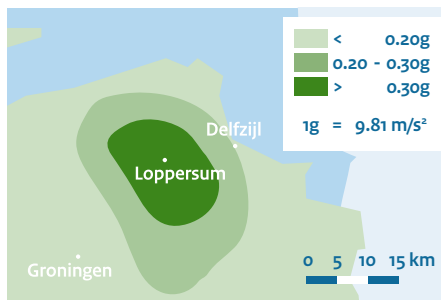 < 0.20g
0.20 - 0.30g
> 0.30g
1g = 9.81 m/s²
Delfzijl
Loppersum
Groningen
0 5 10 15 km